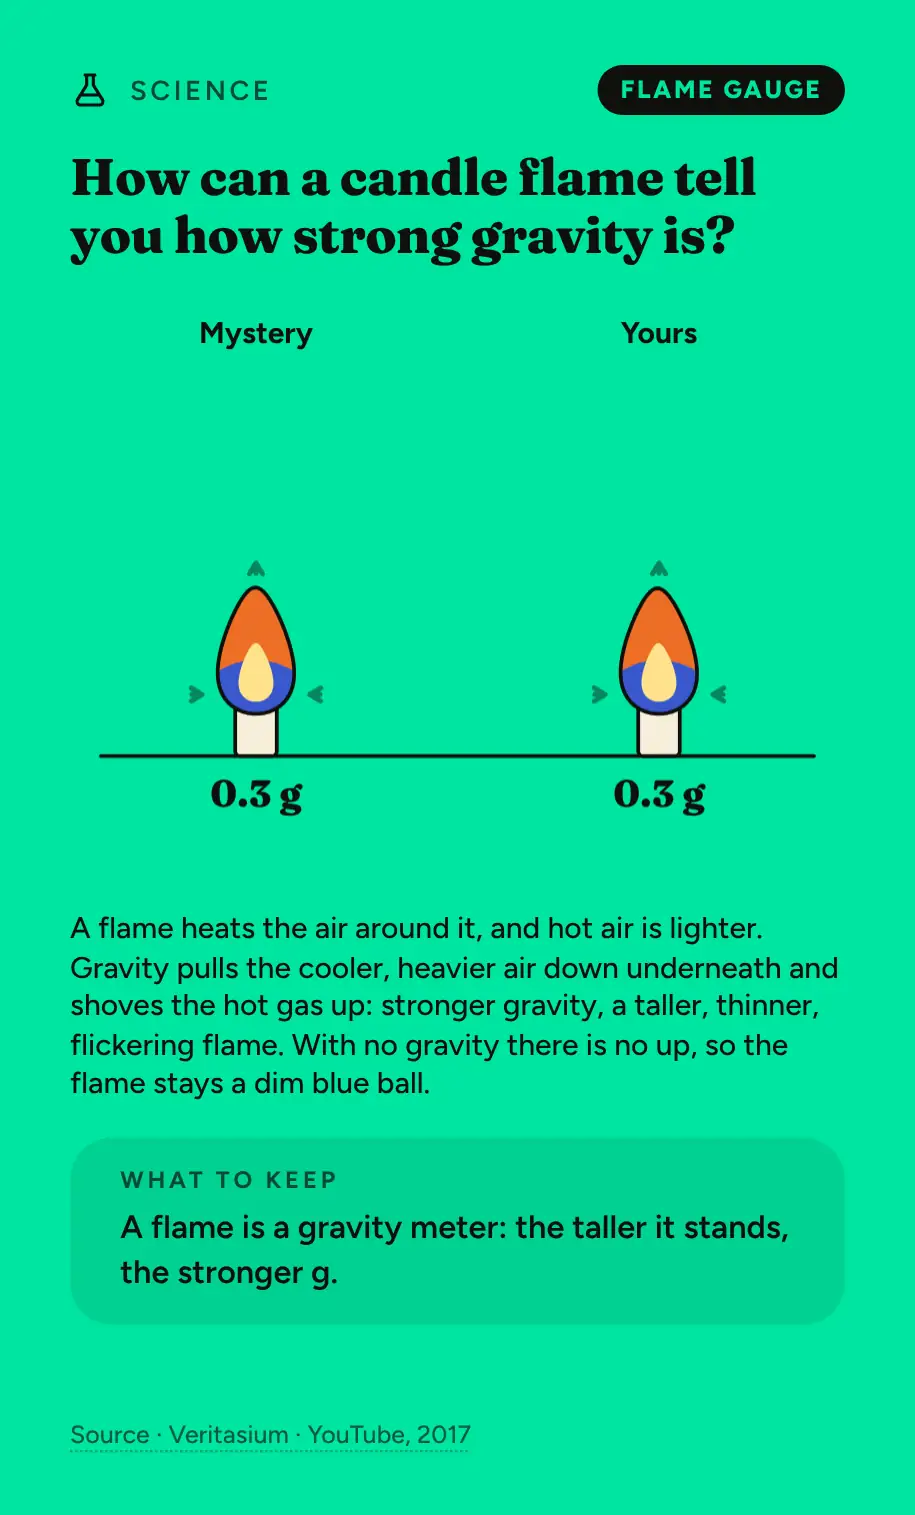 SCIENCE
FLAME GAUGE
How can a candle flame tell
you how strong gravity is?
Mystery
Yours
0.3 g
0.3 g
A flame heats the air around it, and hot air is lighter.
Gravity pulls the cooler, heavier air down underneath and
shoves the hot gas up: stronger gravity, a taller, thinner,
flickering flame. With no gravity there is no up, so the
flame stays a dim blue ball.
WHAT TO KEEP
A flame is a gravity meter: the taller it stands,
the stronger g.
Source · Veritasium · YouTube, 2017